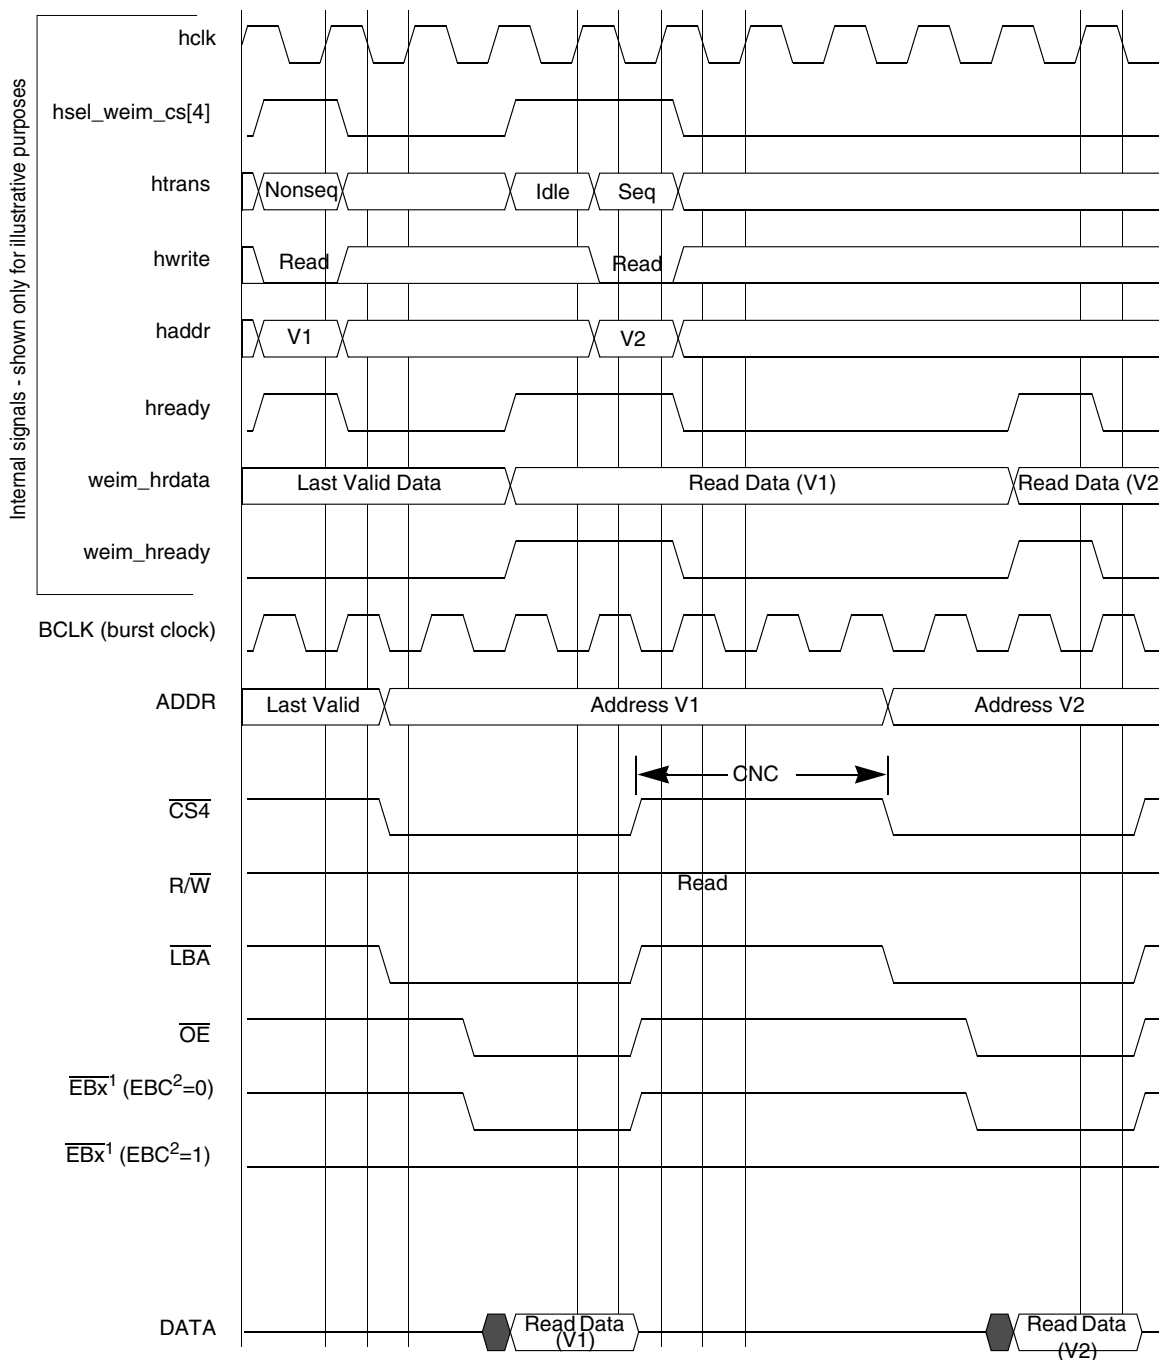 Internal signals - shown only for illustrative purposes
hclk
hsel_weim_cs[4]
htrans
Nonseq
Idle
Seq
hwrite
Read
Read
haddr
V1
V2
hready
weim_hrdata
Last Valid Data
Read Data (V1)
Read Data (V2
weim_hready
BCLK (burst clock)
ADDR
Last Valid
Address V1
Address V2
CNC
CS4
R/W
Read
LBA
OE
EBx1 (EBC2=0)
EBx1 (EBC2=1)
DATA
Read Data
(V1)
Read Data
(V2)